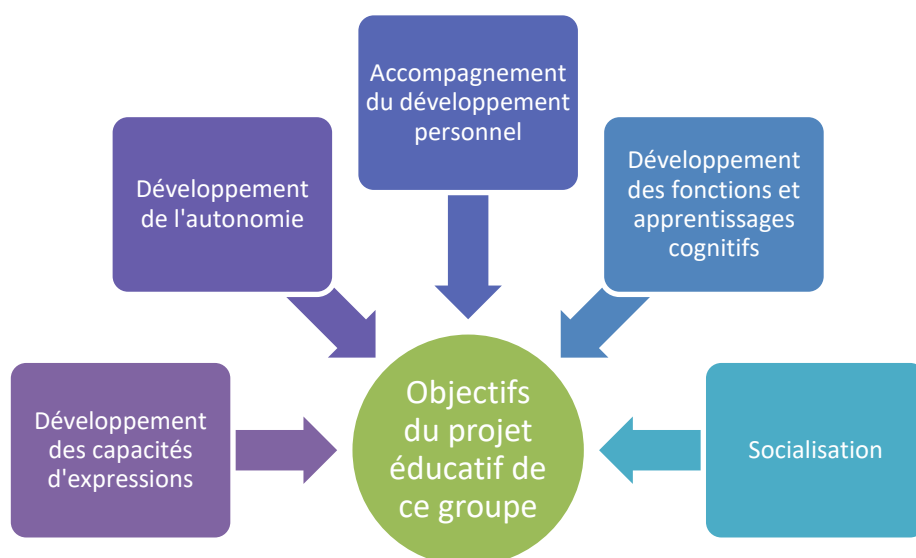 Accompagnement
du développement
personnel
Développement
de l'autonomie
Développement
des fonctions et
apprentissages
cognitifs
Développement
des capacités
d'expressions
Objectifs
du projet
éducatif de
ce groupe
Socialisation